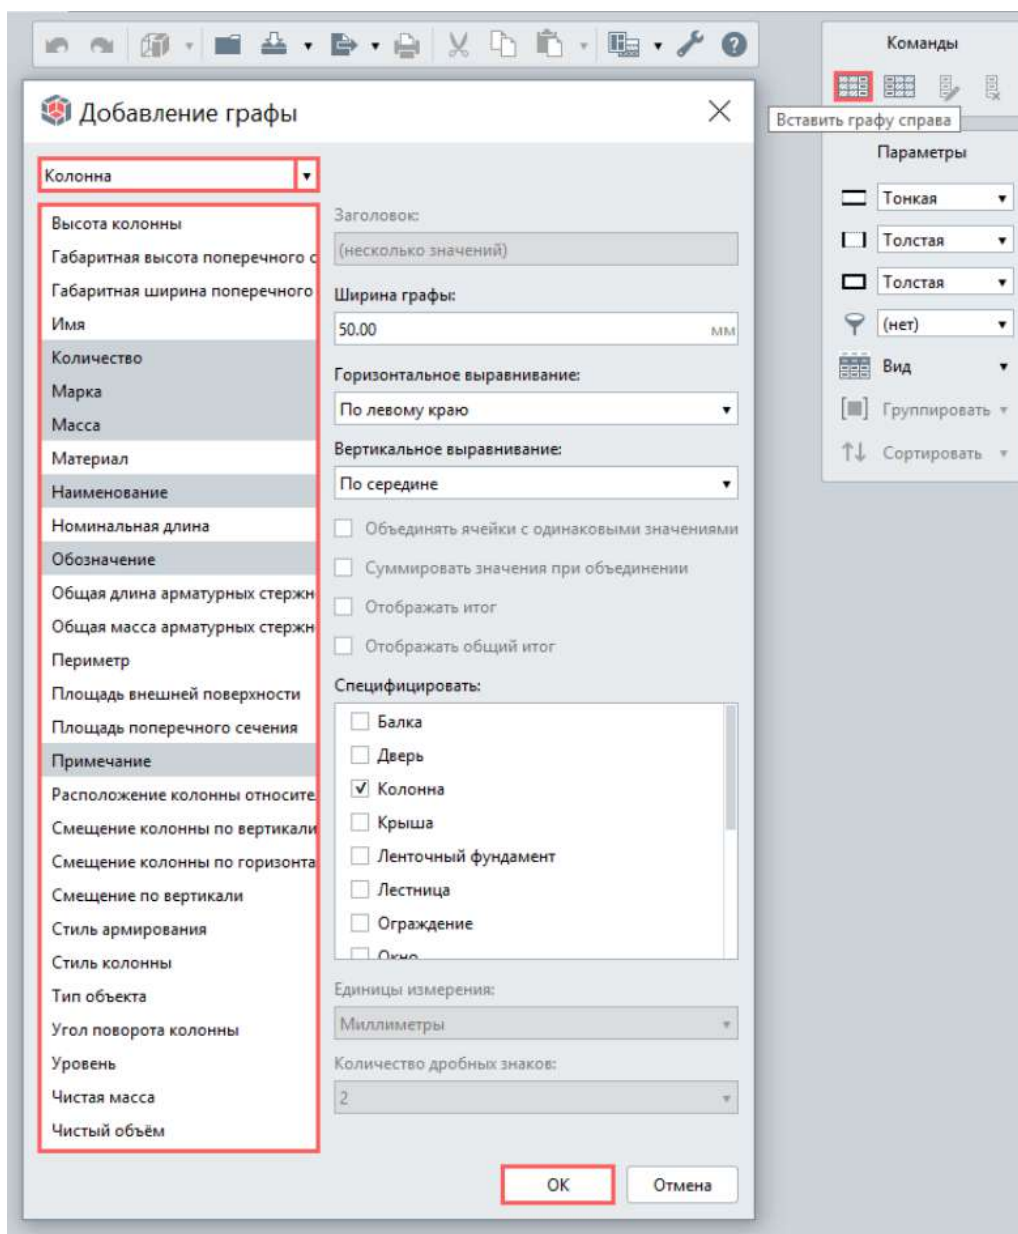 Команды
Добавление графы
Вставить графу справа
Колонна
Высота колонны
Габаритная высота поперечного с
Габаритная ширина поперечного
Имя
Количество
Марка
Масса
Материал
Наименование
Номинальная длина
Обозначение
Общая длина арматурных стержн
Общая масса арматурных стержн
Периметр
Площадь внешней поверхности
Площадь поперечного сечения
Примечание
Расположение колонны относите
Смещение колонны по вертикали
Смещение колонны по горизонта
Смещение по вертикали
Стиль армирования
Стиль колонны
Тип объекта
Угол поворота колонны
Уровень
Чистая масса
Чистый объём
Заголовок:
(несколько значений)
Ширина графы:
50.00 мм
Горизонтальное выравнивание:
По левому краю
Вертикальное выравнивание:
По середине
Объединять ячейки с одинаковыми значениями
Суммировать значения при объединении
Отображать итог
Отображать общий итог
Специфицировать:
Балка
Дверь
Колонна
Крыша
Ленточный фундамент
Лестница
Ограждение
Окно
Единицы измерения:
Миллиметры
Количество дробных знаков:
2
ОК
Отмена
Параметры
Тонкая
Толстая
Толстая
(нет)
Вид
Группировать
Сортировать